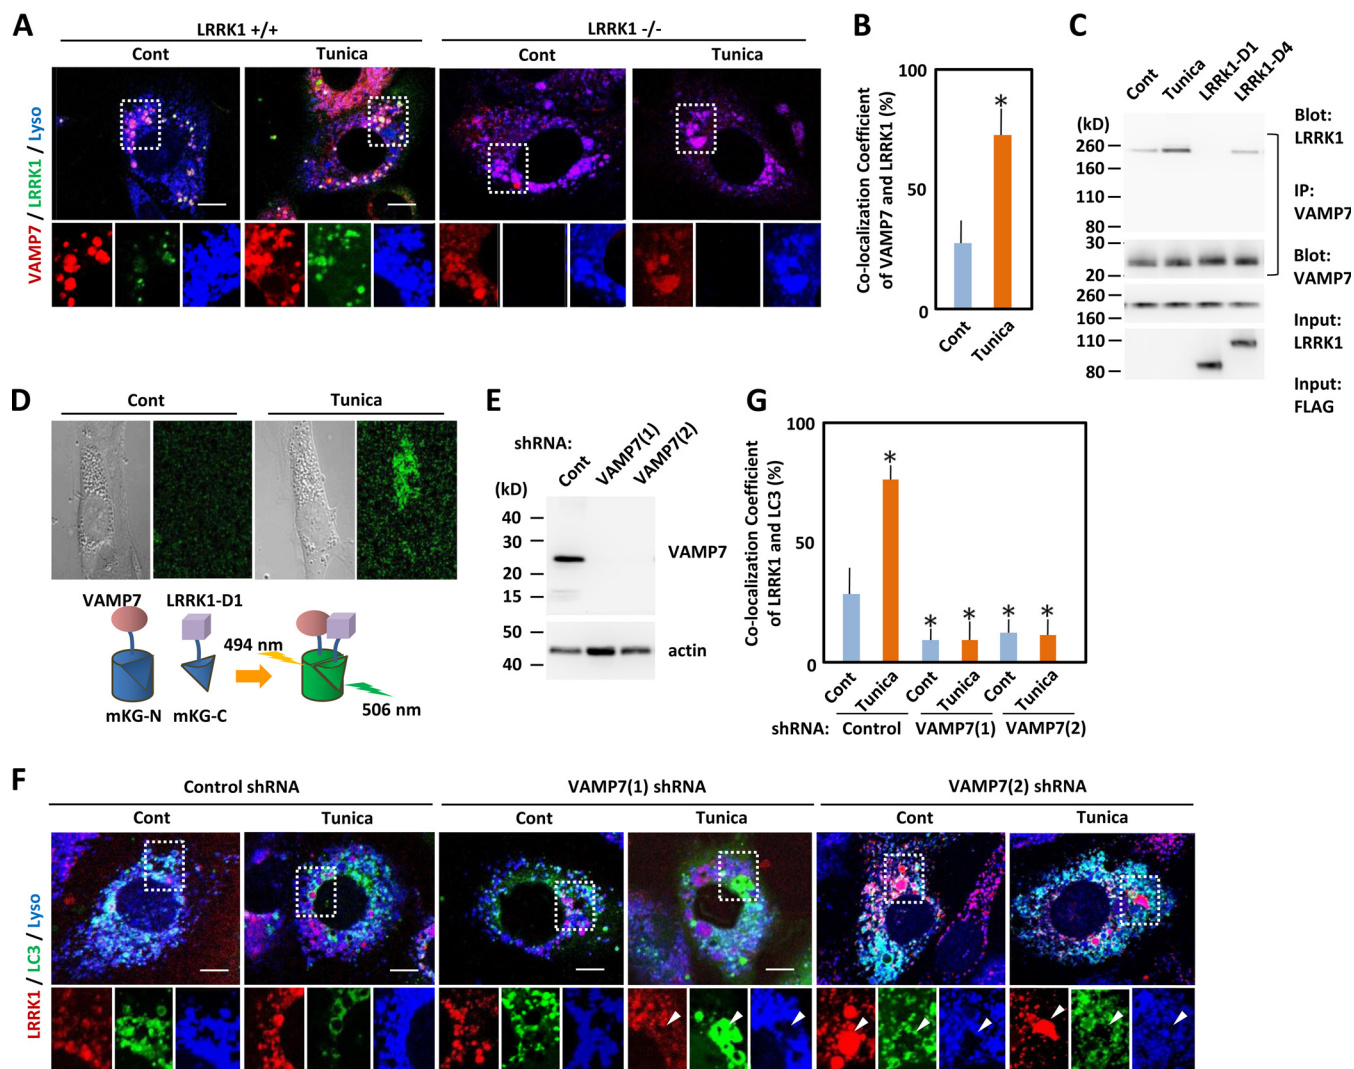 A
LRRK1 +/+
LRRK1 -/-
Cont
Tunica
Cont
Tunica
VAMP7 / LRRK1 / Lyso
B
Co-localization Coefficient
of VAMP7 and LRRK1 (%)
100
50
0
*
Cont
Tunica
C
Cont
Tunica
LRRk1-D1
LRRk1-D4
(kD)
260
160
110
80
30
20
260
160
110
80
Blot:
LRRK1
IP:
VAMP7
Blot:
VAMP7
Input:
LRRK1
Input:
FLAG
D
Cont
Tunica
VAMP7
LRRK1-D1
494 nm
506 nm
mKG-N
mKG-C
E
shRNA:
Cont
VAMP7(1)
VAMP7(2)
(kD)
40
30
20
15
50
40
VAMP7
actin
G
Co-localization Coefficient
of LRRK1 and LC3 (%)
100
50
0
*
*
*
*
*
Cont
Tunica
Cont
Tunica
Cont
Tunica
shRNA:
Control
VAMP7(1)
VAMP7(2)
F
Control shRNA
VAMP7(1) shRNA
VAMP7(2) shRNA
Cont
Tunica
Cont
Tunica
Cont
Tunica
LRRK1 / LC3 / Lyso